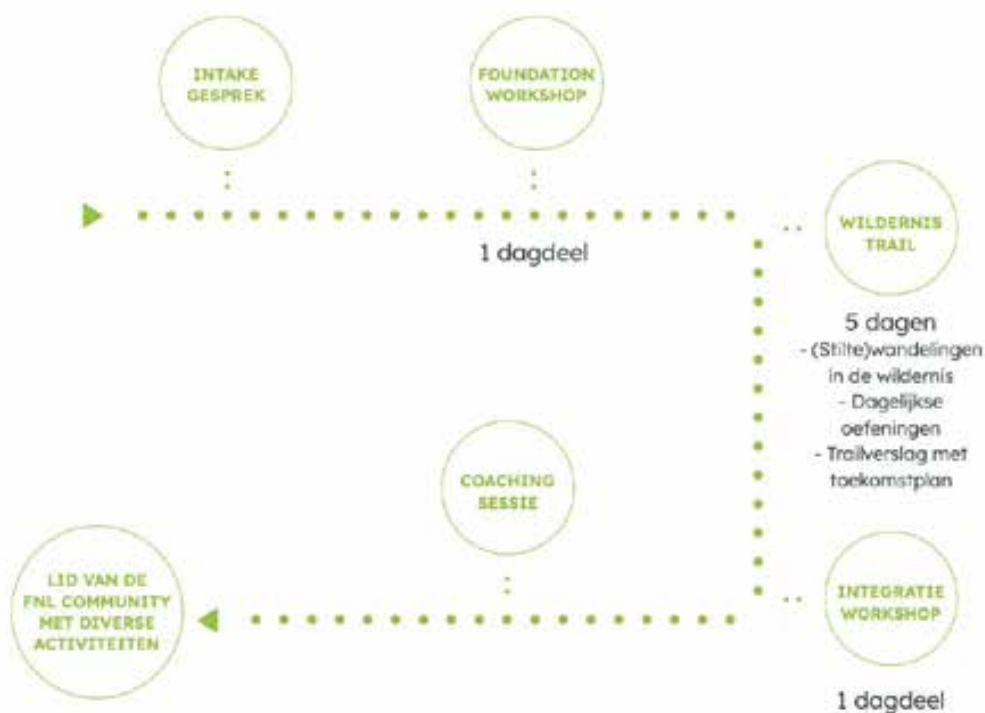 INTAKE
GESPREK
FOUNDATION
WORKSHOP
1 dagdeel
WILDERNIS
TRAIL
5 dagen
- (Stilte)wandelingen
in de wildernis
- Dagelijkse
oefeningen
- Trailverslag met
toekomstplan
INTEGRATIE
WORKSHOP
1 dagdeel
COACHING
SESSIE
LID VAN DE
FNL COMMUNITY
MET DIVERSE
ACTIVITEITEN